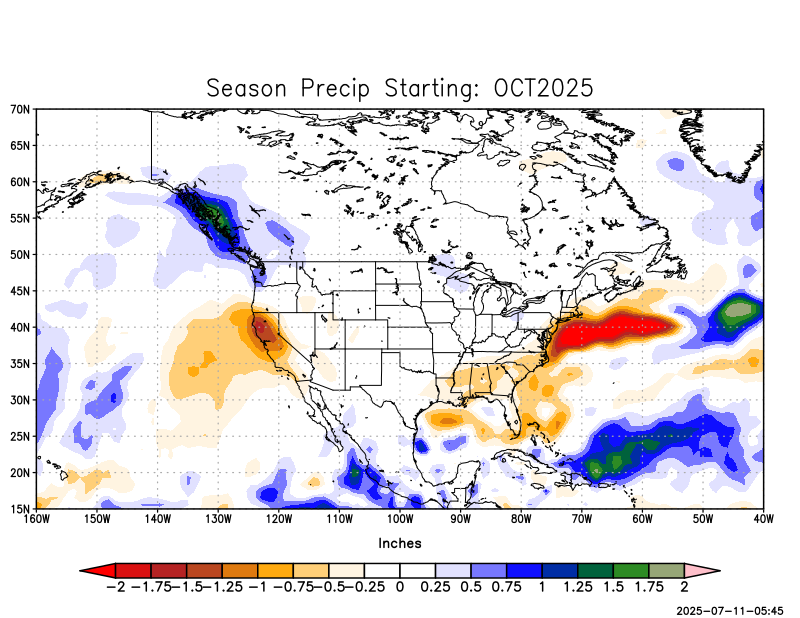 Season Precip Starting: OCT2025
70N
65N
60N
55N
50N
45N
40N
35N
30N
25N
20N
15N
160W 150W 140W 130W 120W 110W 100W 90W 80W 70W 60W 50W 40W
Inches
-2 -1.75 -1.5 -1.25 -1 -0.75 -0.5 -0.25 0 0.25 0.5 0.75 1 1.25 1.5 1.75 2
2025-07-11-05:45